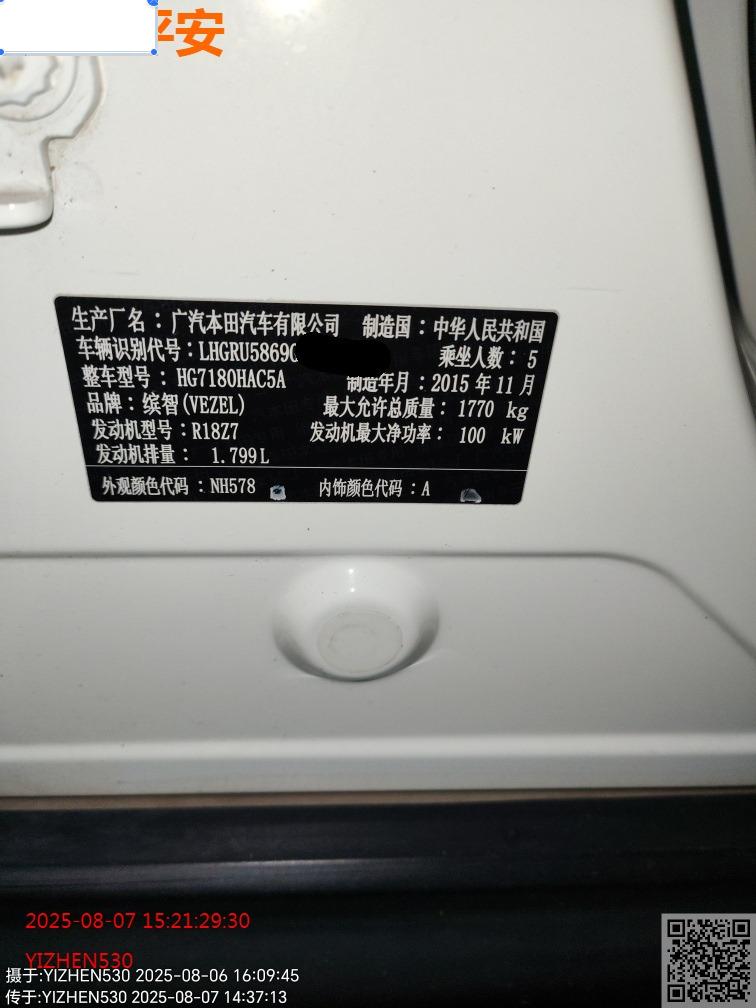 平安
生产厂名：广汽本田汽车有限公司 制造国：中华人民共和国
车辆识别代号：LHGRU5869 乘坐人数：5
整车型号：HG7180HAC5A 制造年月：2015年11月
品牌：缤智(VEZEL) 最大允许总质量：1770 kg
发动机型号：R18Z7 发动机最大净功率：100 kW
发动机排量：1.799L
外观颜色代码：NH578 内饰颜色代码：A
2025-08-07 15:21:29:30
YIZHEN530
摄于:YIZHEN530 2025-08-06 16:09:45
传于:YIZHEN530 2025-08-07 14:37:13